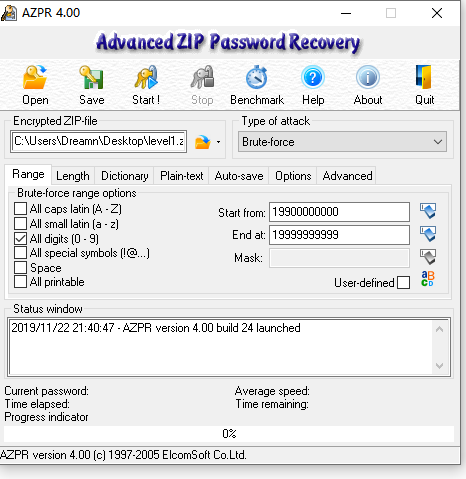 AZPR 4.00
Advanced ZIP Password Recovery
Open Save Start ! Stop Benchmark Help About Quit
Encrypted ZIP-file
C:\Users\Dreamn\Desktop\level1.z
Type of attack
Brute-force
Range Length Dictionary Plain-text Auto-save Options Advanced
Brute-force range options
All caps latin (A - Z)
All small latin (a - z)
All digits (0 - 9)
All special symbols (!@...)
Space
All printable
Start from: 19900000000
End at: 19999999999
Mask:
User-defined
aBCD
Status window
2019/11/22 21:40:47 - AZPR version 4.00 build 24 launched
Current password:
Average speed:
Time elapsed:
Time remaining:
Progress indicator
0%
AZPR version 4.00 (c) 1997-2005 ElcomSoft Co.Ltd.